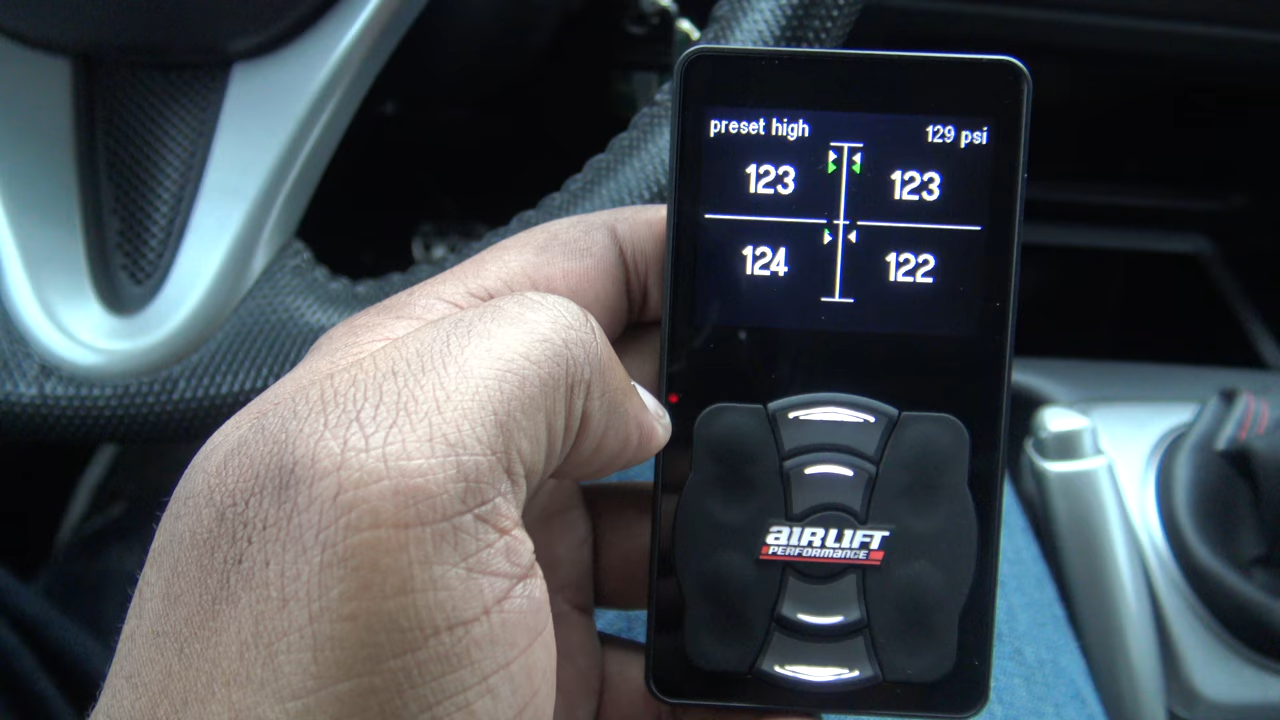 preset high 129 psi
123 123
124 122
aIRLIFT
PERFORMANCE